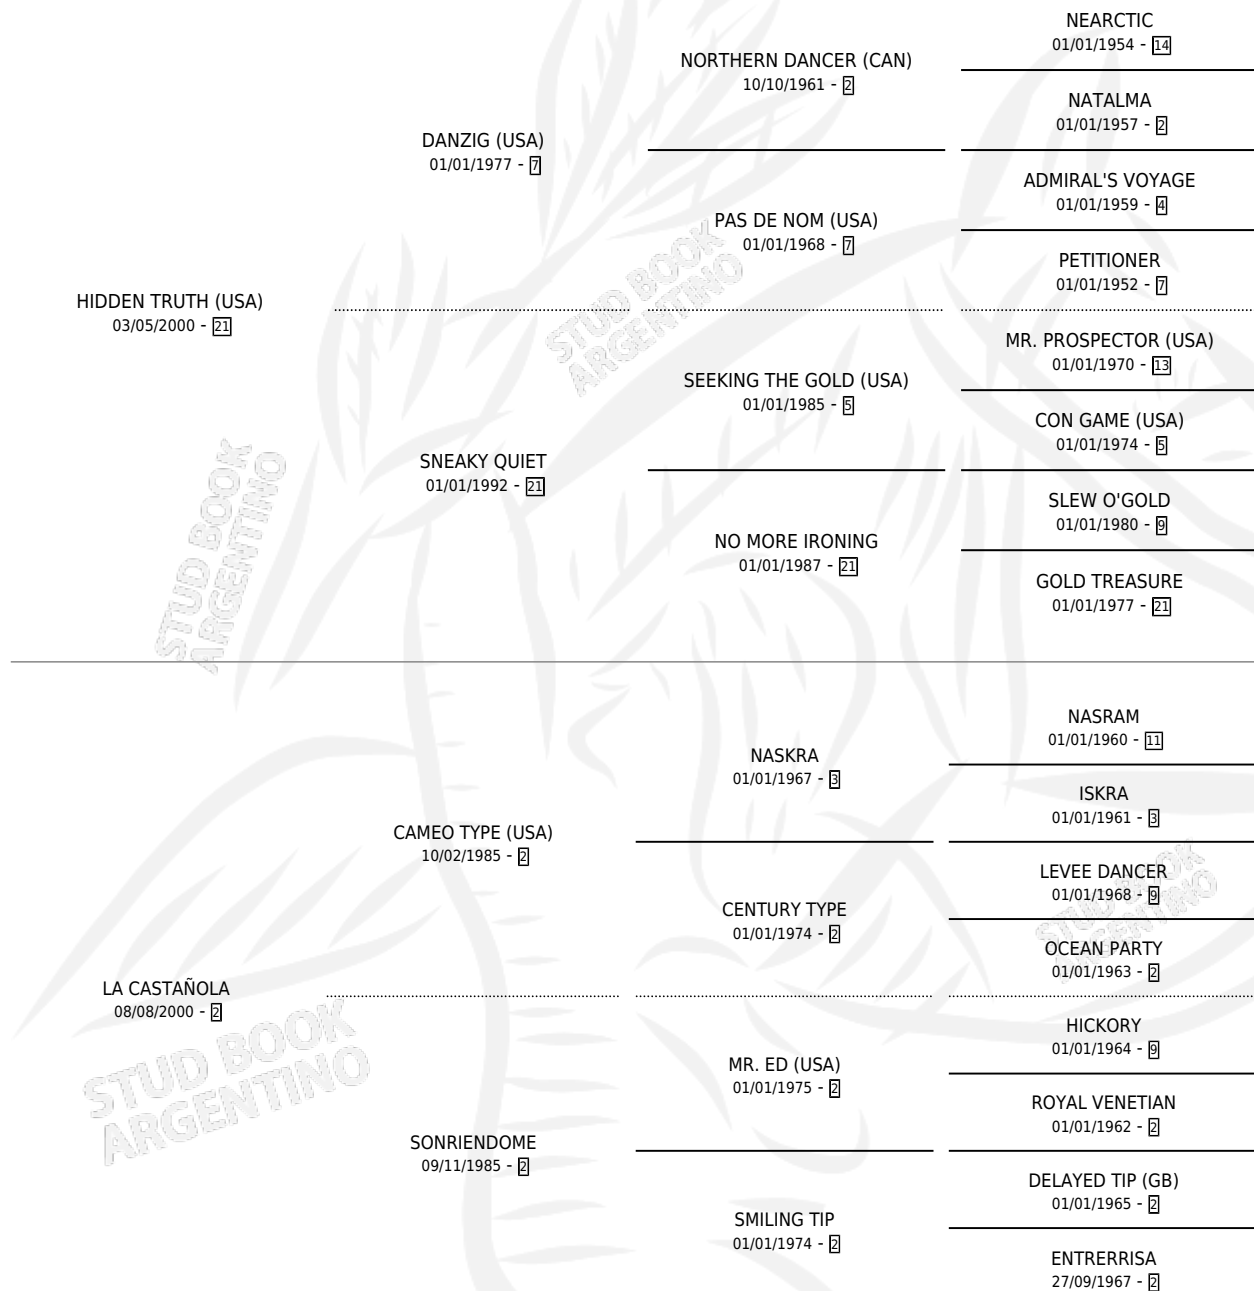 HIDDEN TRUTH (USA)
03/05/2000 - 21
DANZIG (USA)
01/01/1977 - 7
SNEAKY QUIET
01/01/1992 - 21
NORTHERN DANCER (CAN)
10/10/1961 - 2
PAS DE NOM (USA)
01/01/1968 - 7
SEEKING THE GOLD (USA)
01/01/1985 - 5
NO MORE IRONING
01/01/1987 - 21
NEARCTIC
01/01/1954 - 14
NATALMA
01/01/1957 - 2
ADMIRAL'S VOYAGE
01/01/1959 - 4
PETITIONER
01/01/1952 - 7
MR. PROSPECTOR (USA)
01/01/1970 - 13
CON GAME (USA)
01/01/1974 - 5
SLEW O'GOLD
01/01/1980 - 9
GOLD TREASURE
01/01/1977 - 21
LA CASTAÑOLA
08/08/2000 - 2
CAMEO TYPE (USA)
10/02/1985 - 2
SONRIENDOME
09/11/1985 - 2
NASKRA
01/01/1967 - 3
CENTURY TYPE
01/01/1974 - 2
MR. ED (USA)
01/01/1975 - 2
SMILING TIP
01/01/1974 - 2
NASRAM
01/01/1960 - 11
ISKRA
01/01/1961 - 3
LEVEE DANCER
01/01/1968 - 9
OCEAN PARTY
01/01/1963 - 2
HICKORY
01/01/1964 - 9
ROYAL VENETIAN
01/01/1962 - 2
DELAYED TIP (GB)
01/01/1965 - 2
ENTRERRISA
27/09/1967 - 2
STUD BOOK
ARGENTINO
STUD BOOK
ARGENTINO
STUD BOOK
ARGENTINO
STUD BOOK
ARGENTINO